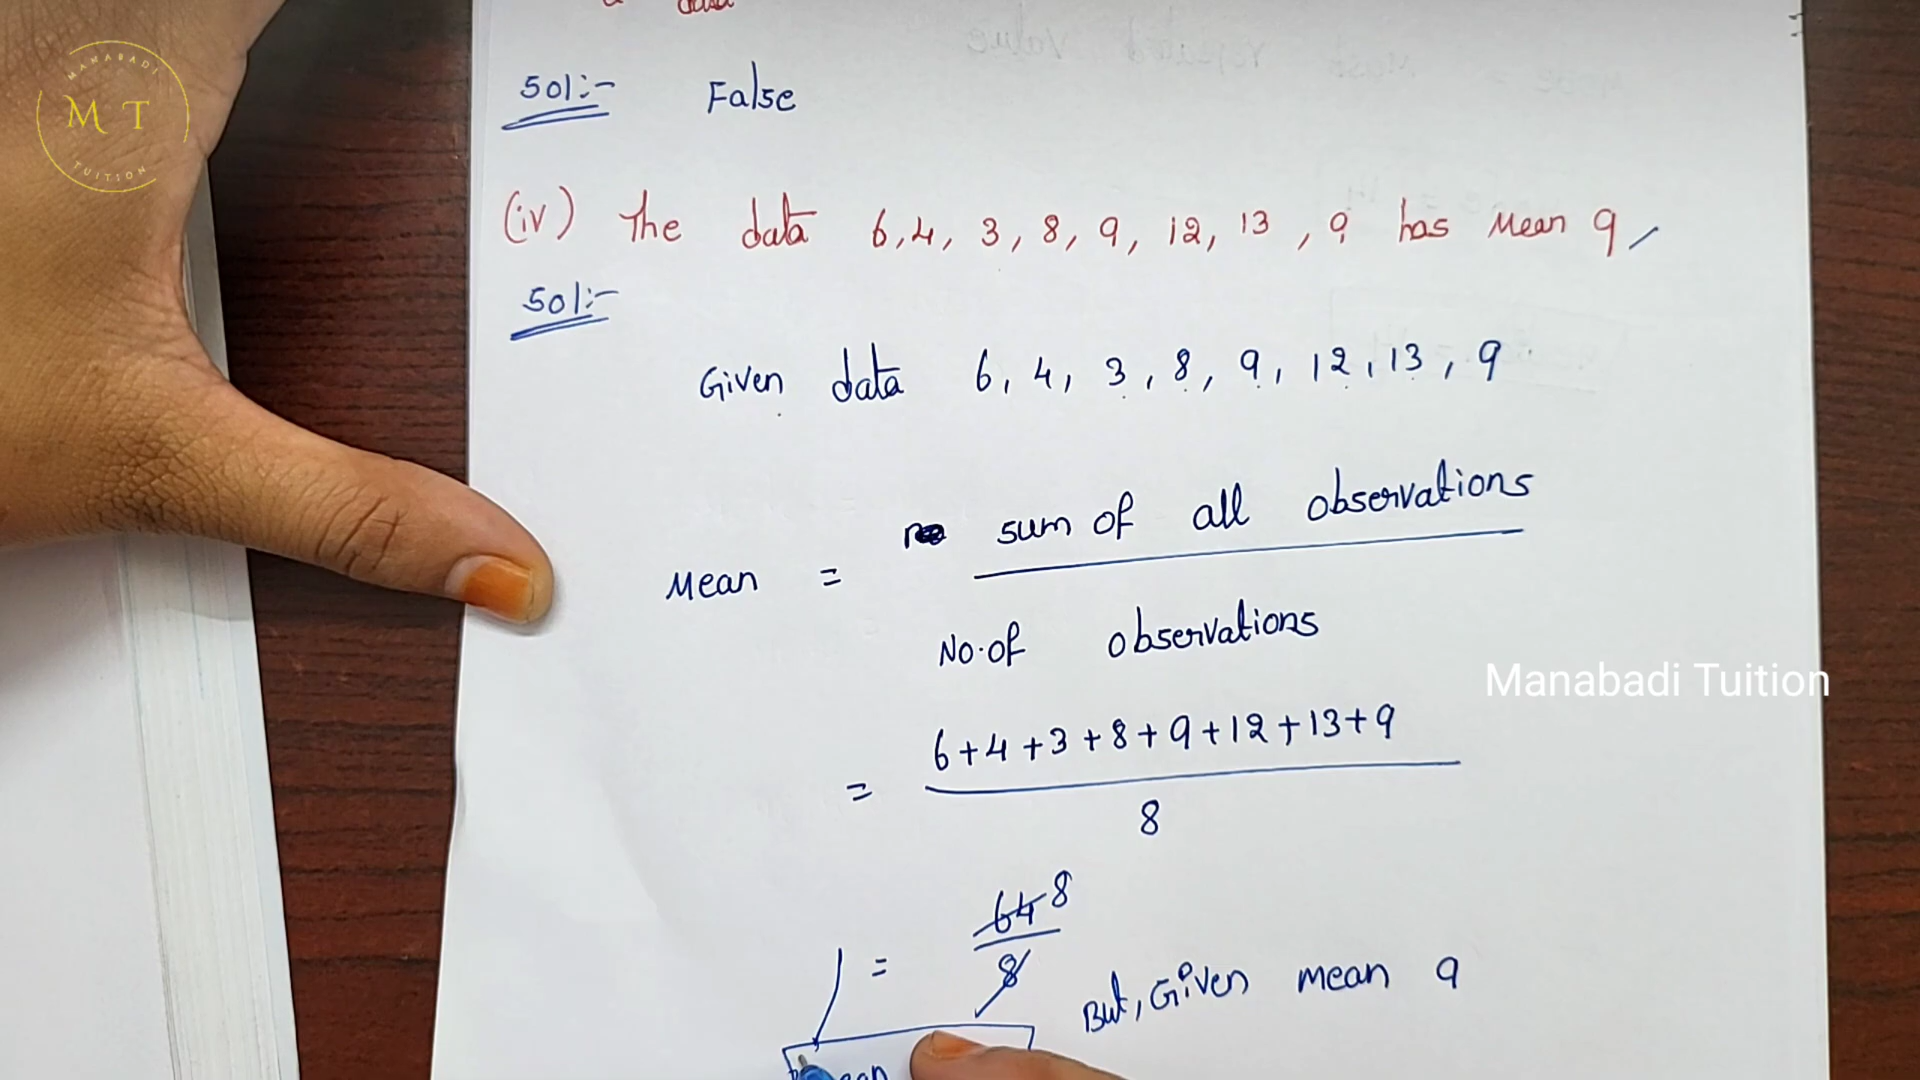 MANABADI
M T
TUITION
Sol:- False
(iv) The data 6, 4, 3, 8, 9, 12, 13, 9 has Mean 9,
Sol:-
Given data 6, 4, 3, 8, 9, 12, 13, 9
Mean = sum of all observations
No. of observations
Manabadi Tuition
= 6+4+3+8+9+12+13+9
8
= 64 8
8
But, Given mean 9